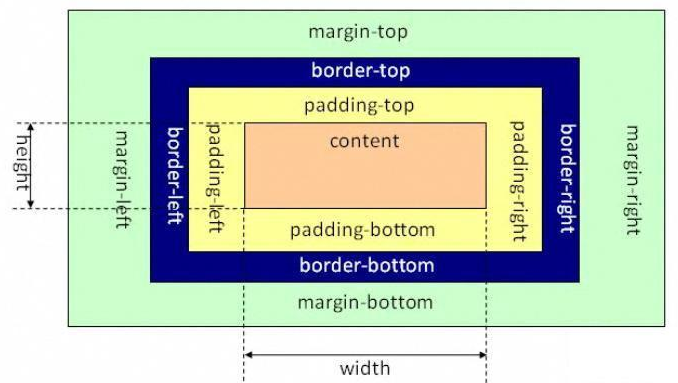 margin-top
border-top
padding-top
content
height
margin-left
border-left
padding-left
padding-right
border-right
margin-right
padding-bottom
border-bottom
margin-bottom
width